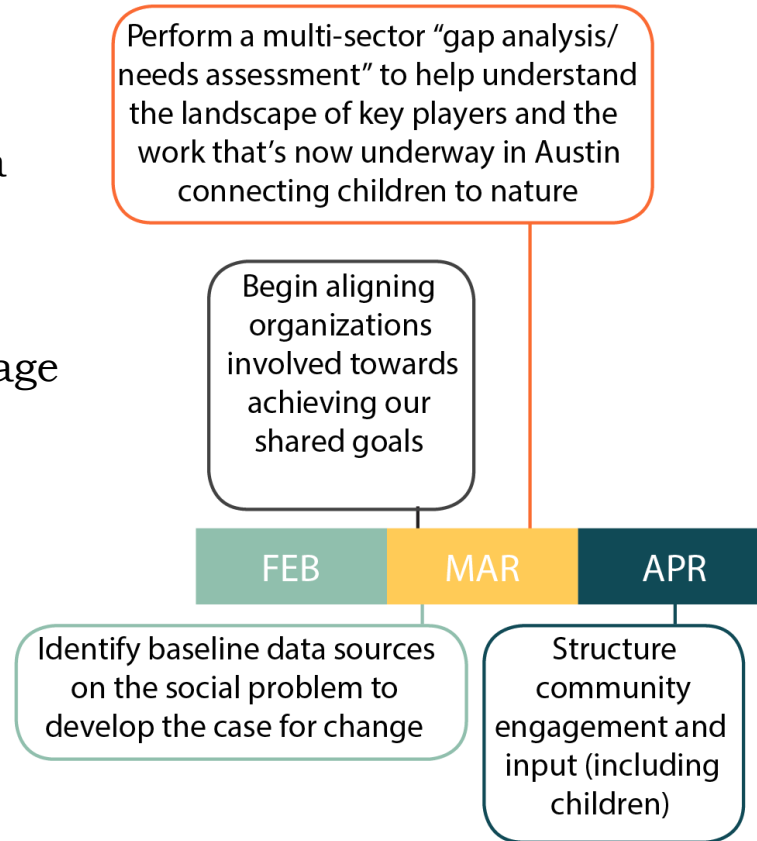 Perform a multi-sector “gap analysis/
needs assessment” to help understand
the landscape of key players and the
work that’s now underway in Austin
connecting children to nature
Begin aligning
organizations
involved towards
achieving our
shared goals
FEB
MAR
APR
Identify baseline data sources
on the social problem to
develop the case for change
Structure
community
engagement and
input (including
children)